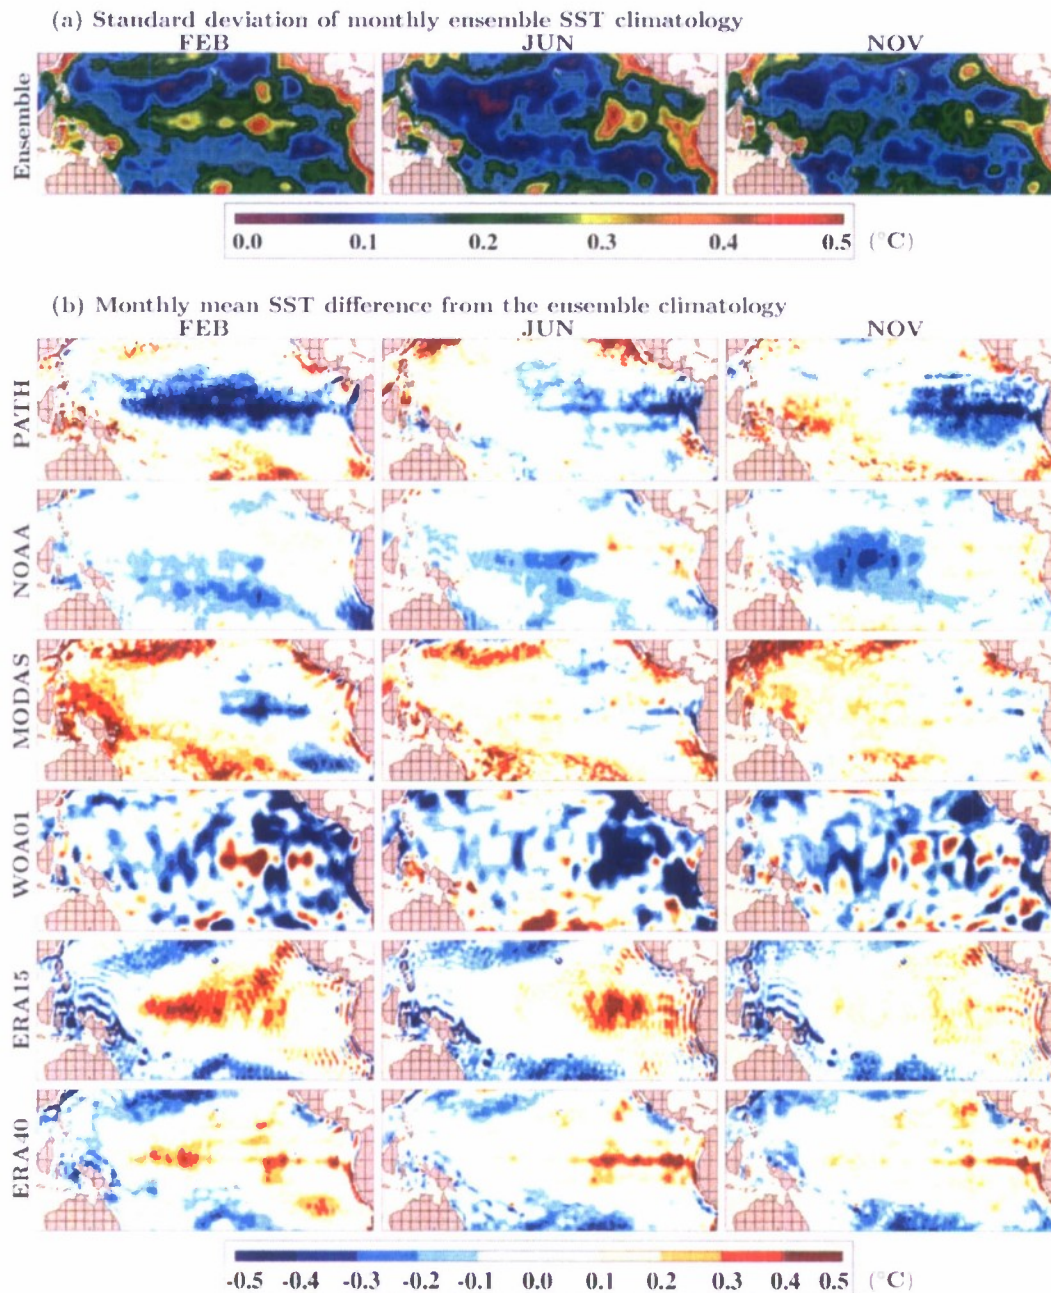 (a) Standard deviation of monthly ensemble SST climatology
FEB JUN NOV
Ensemble
0.0 0.1 0.2 0.3 0.4 0.5 (°C)
(b) Monthly mean SST difference from the ensemble climatology
FEB JUN NOV
PATH
NOAA
MODAS
WOA01
ERA15
ERA40
-0.5 -0.4 -0.3 -0.2 -0.1 0.0 0.1 0.2 0.3 0.4 0.5 (°C)